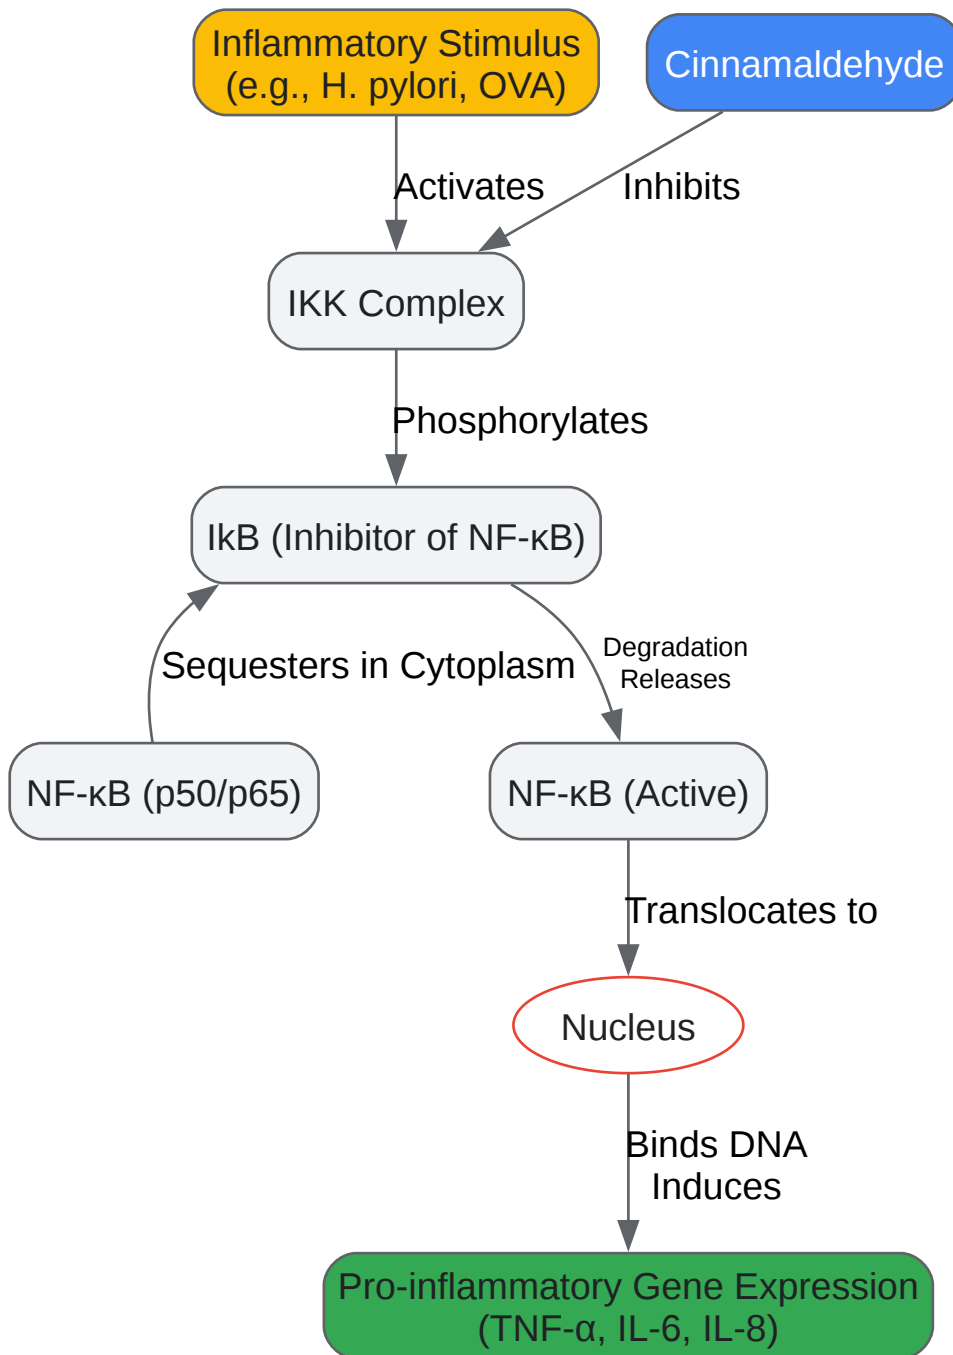 Inflammatory Stimulus
(e.g., H. pylori, OVA)
Cinnamaldehyde
Activates
Inhibits
IKK Complex
Phosphorylates
IkB (Inhibitor of NF-κB)
Sequesters in Cytoplasm
Degradation
Releases
NF-κB (p50/p65)
NF-κB (Active)
Translocates to
Nucleus
Binds DNA
Induces
Pro-inflammatory Gene Expression
(TNF-α, IL-6, IL-8)